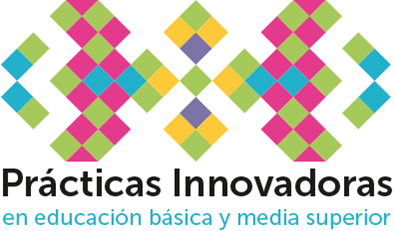 Prácticas Innovadoras
en educación básica y media superior